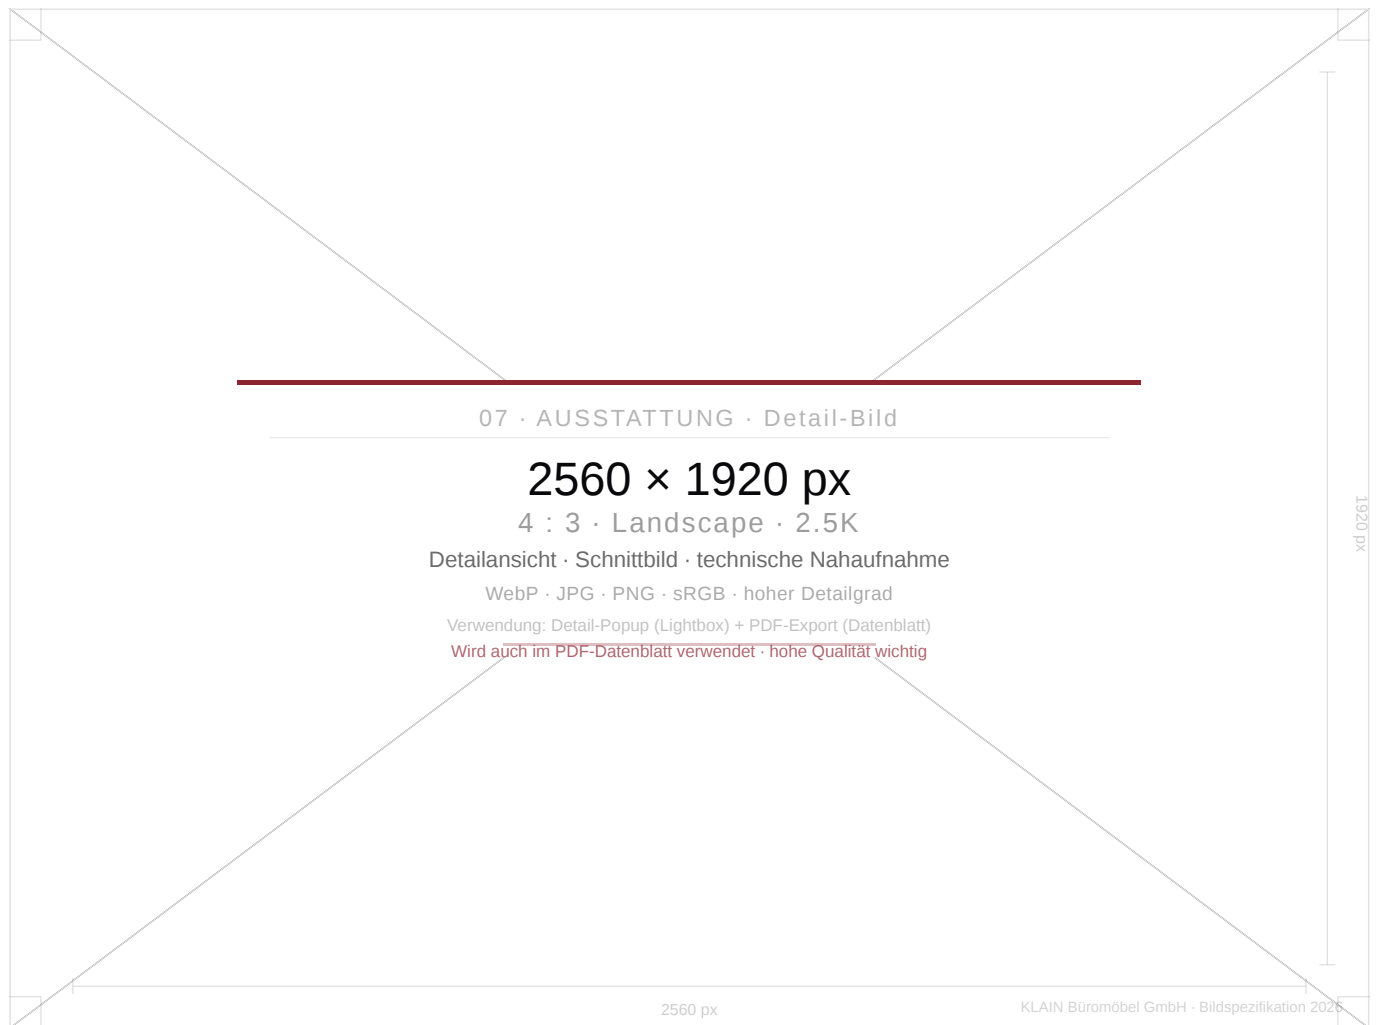 07 · AUSSTATTUNG · Detail-Bild
2560 × 1920 px
4 : 3 · Landscape · 2.5K
Detailansicht · Schnittbild · technische Nahaufnahme
WebP · JPG · PNG · sRGB · hoher Detailgrad
Verwendung: Detail-Popup (Lightbox) + PDF-Export (Datenblatt)
Wird auch im PDF-Datenblatt verwendet · hohe Qualität wichtig
1920 px
2560 px
KLAIN Büromöbel GmbH · Bildspezifikation 2026